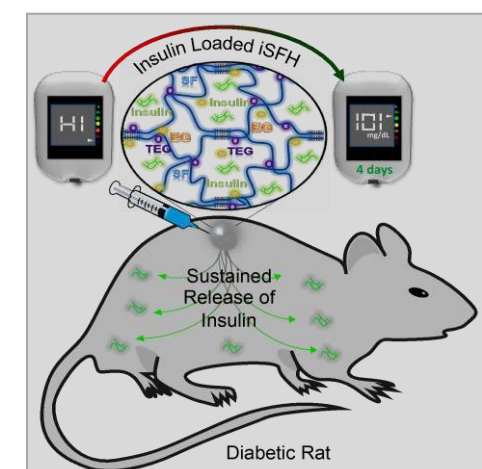 Insulin Loaded iSFH
HI
SF
Insulin
Insulin
EG
EG
TEG
TEG
SF
SF
Insulin
101
mg/dL
4 days
Sustained
Release of
Insulin
Diabetic Rat